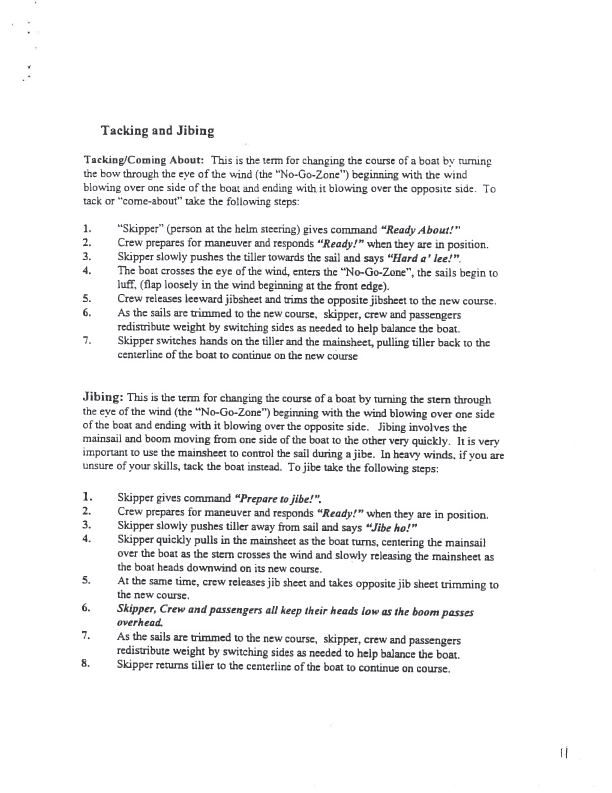 Tacking and Jibing
Tacking/Coming About: This is the term for changing the course of a boat by turning
the bow through the eye of the wind (the “No-Go-Zone”) beginning with the wind
blowing over one side of the boat and ending with it blowing over the opposite side. To
tack or “come-about” take the following steps:
1. “Skipper” (person at the helm steering) gives command “Ready About!”
2. Crew prepares for maneuver and responds “Ready!” when they are in position.
3. Skipper slowly pushes the tiller towards the sail and says “Hard a’ lee!”.
4. The boat crosses the eye of the wind, enters the “No-Go-Zone”, the sails begin to
luff, (flap loosely in the wind beginning at the front edge).
5. Crew releases leeward jibsheet and trims the opposite jibsheet to the new course.
6. As the sails are trimmed to the new course, skipper, crew and passengers
redistribute weight by switching sides as needed to help balance the boat.
7. Skipper switches hands on the tiller and the mainsheet, pulling tiller back to the
centerline of the boat to continue on the new course
Jibing: This is the term for changing the course of a boat by turning the stern through
the eye of the wind (the “No-Go-Zone”) beginning with the wind blowing over one side
of the boat and ending with it blowing over the opposite side. Jibing involves the
mainsail and boom moving from one side of the boat to the other very quickly. It is very
important to use the mainsheet to control the sail during a jibe. In heavy winds, if you are
unsure of your skills, tack the boat instead. To jibe take the following steps:
1. Skipper gives command “Prepare to jibe!”.
2. Crew prepares for maneuver and responds “Ready!” when they are in position.
3. Skipper slowly pushes tiller away from sail and says “Jibe ho!”
4. Skipper quickly pulls in the mainsheet as the boat turns, centering the mainsail
over the boat as the stern crosses the wind and slowly releasing the mainsheet as
the boat heads downwind on its new course.
5. At the same time, crew releases jib sheet and takes opposite jib sheet trimming to
the new course.
6. Skipper, Crew and passengers all keep their heads low as the boom passes
overhead.
7. As the sails are trimmed to the new course, skipper, crew and passengers
redistribute weight by switching sides as needed to help balance the boat.
8. Skipper returns tiller to the centerline of the boat to continue on course.
11